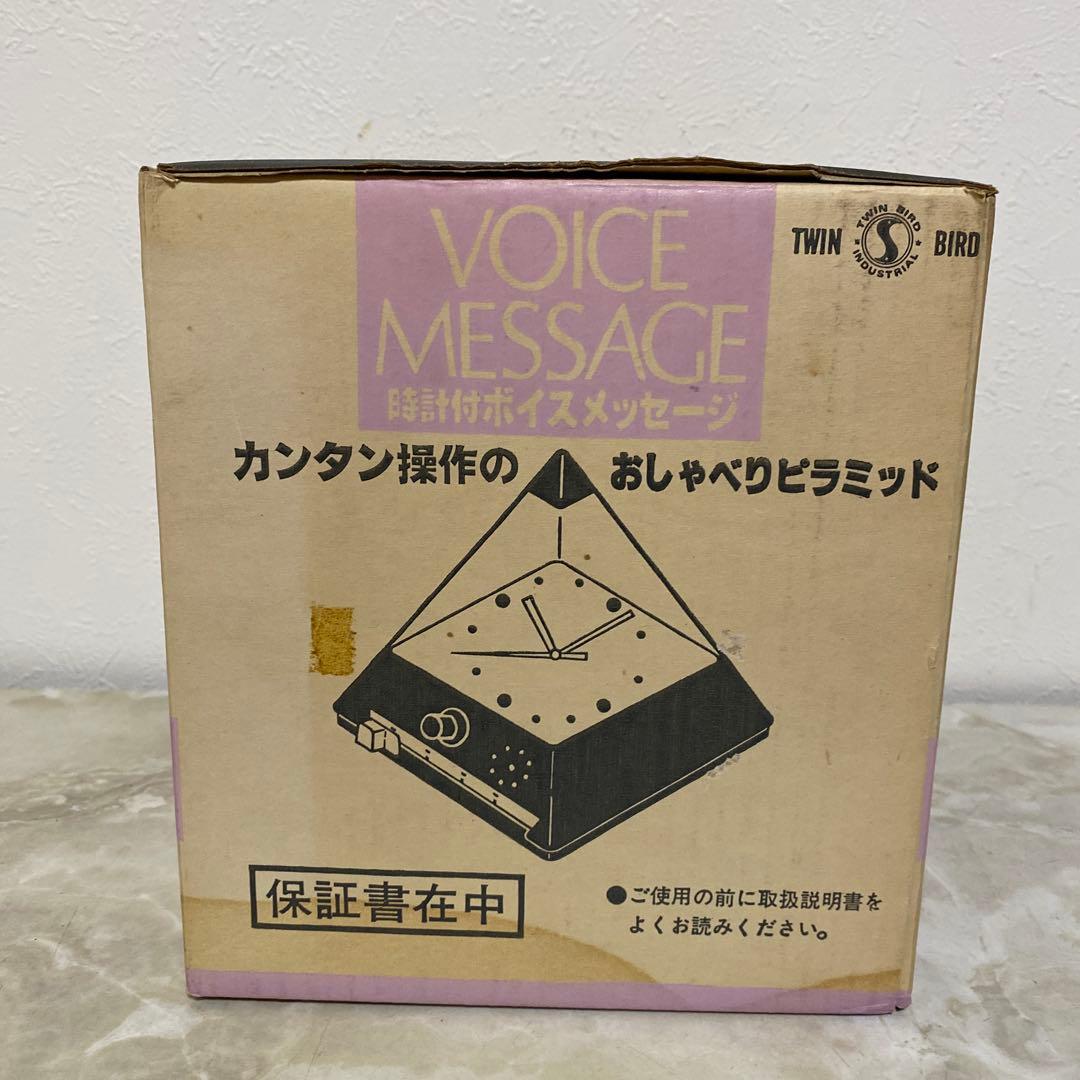 VOICE
MESSAGE
時計付ボイスメッセージ
TWIN BIRD
TWIN BIRD
INDUSTRIAL
S
カンタン操作の おしゃべりピラミッド
保証書在中
●ご使用の前に取扱説明書を
よくお読みください。